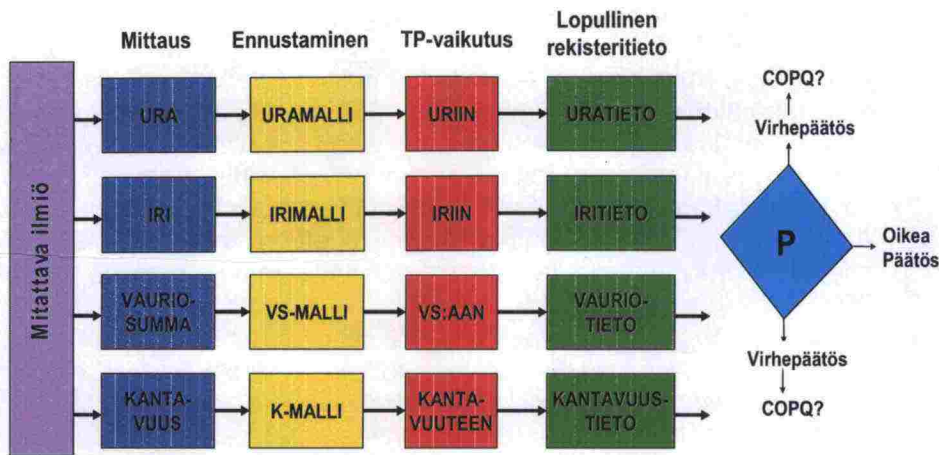 Mittaus
Ennustaminen
TP-vaikutus
Lopullinen
rekisteritieto
Mitattava ilmiö
URA
URAMALLI
URIIN
URATIETO
IRI
IRIMALLI
IRIIN
IRITIETO
VAURIO-
SUMMA
VS-MALLI
VS:AAN
VAURIO-
TIETO
KANTA-
VUUS
K-MALLI
KANTA-
VUUTEEN
KANTAVUUS-
TIETO
COPQ?
Virhepäätös
P
Oikea
Päätös
Virhepäätös
COPQ?